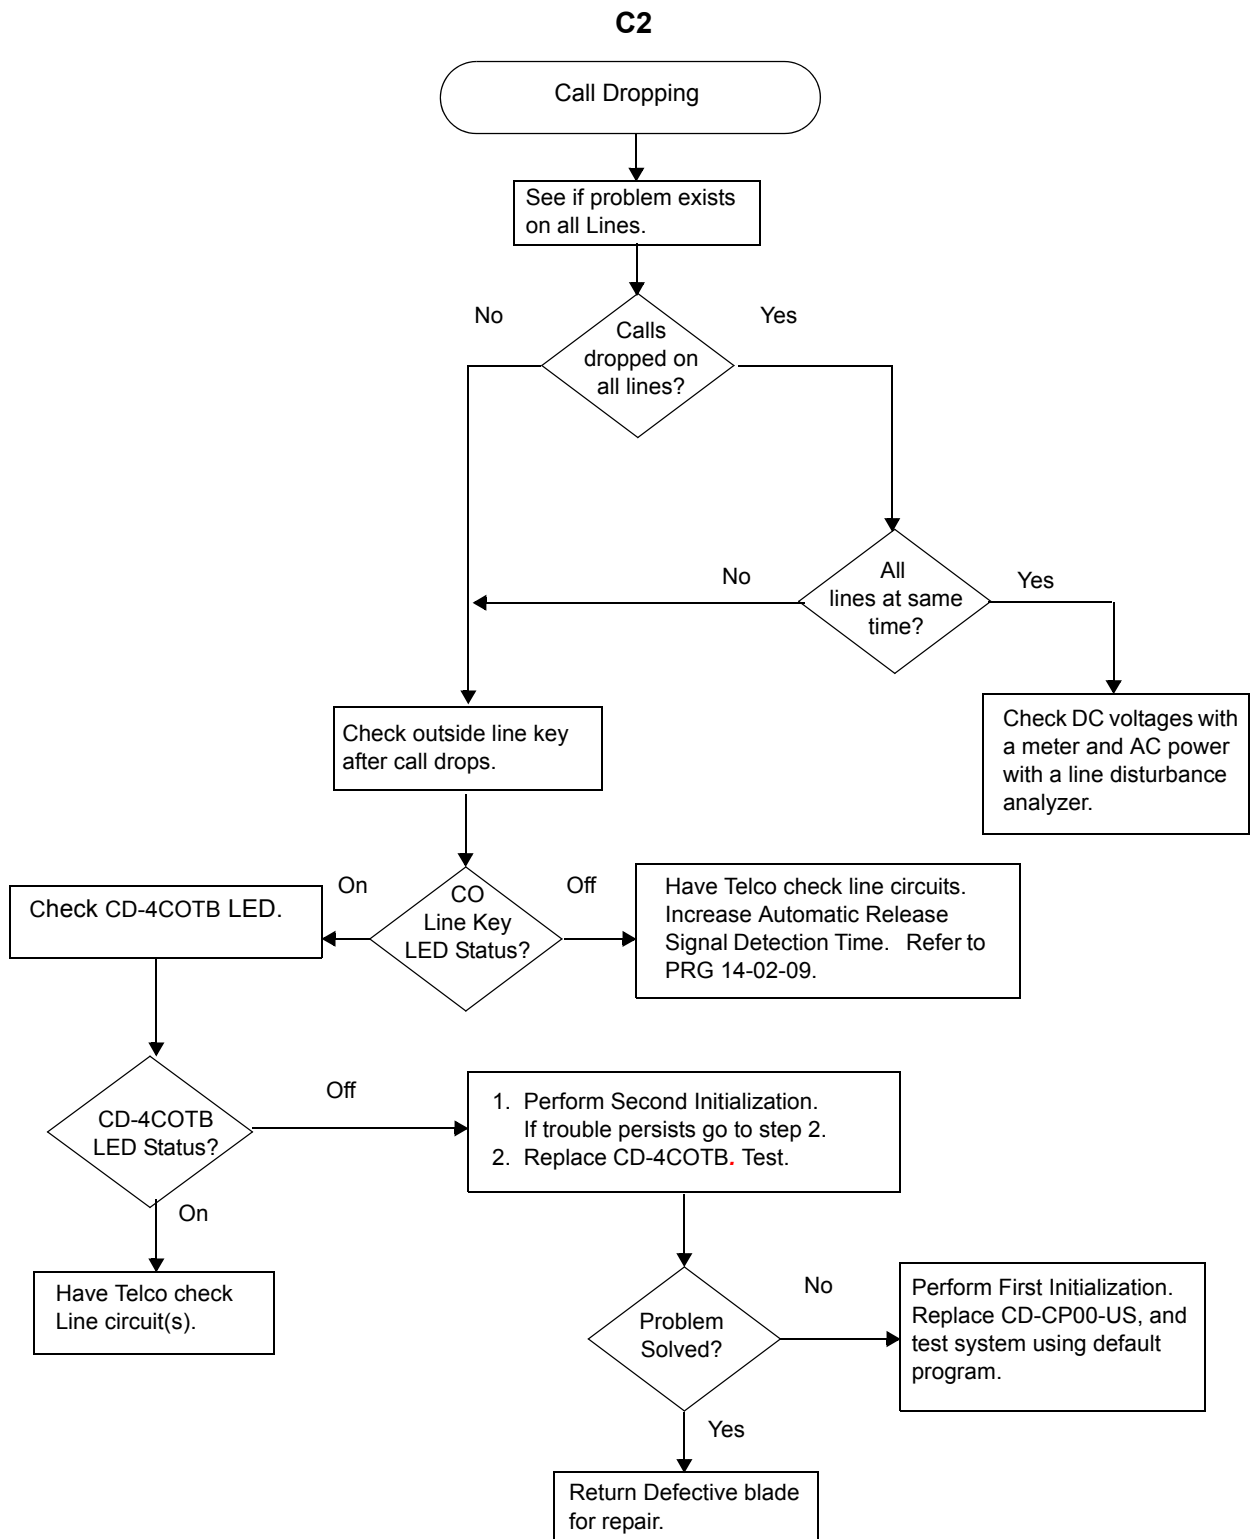 C2
Call Dropping
See if problem exists
on all Lines.
No
Yes
Calls
dropped on
all lines?
No
All
lines at same
time?
Yes
Check outside line key
after call drops.
Check DC voltages with
a meter and AC power
with a line disturbance
analyzer.
Check CD-4COTB LED.
On
CO
Line Key
LED Status?
Off
Have Telco check line circuits.
Increase Automatic Release
Signal Detection Time. Refer to
PRG 14-02-09.
CD-4COTB
LED Status?
Off
1. Perform Second Initialization.
If trouble persists go to step 2.
2. Replace CD-4COTB. Test.
On
Have Telco check
Line circuit(s).
Problem
Solved?
No
Perform First Initialization.
Replace CD-CP00-US, and
test system using default
program.
Yes
Return Defective blade
for repair.